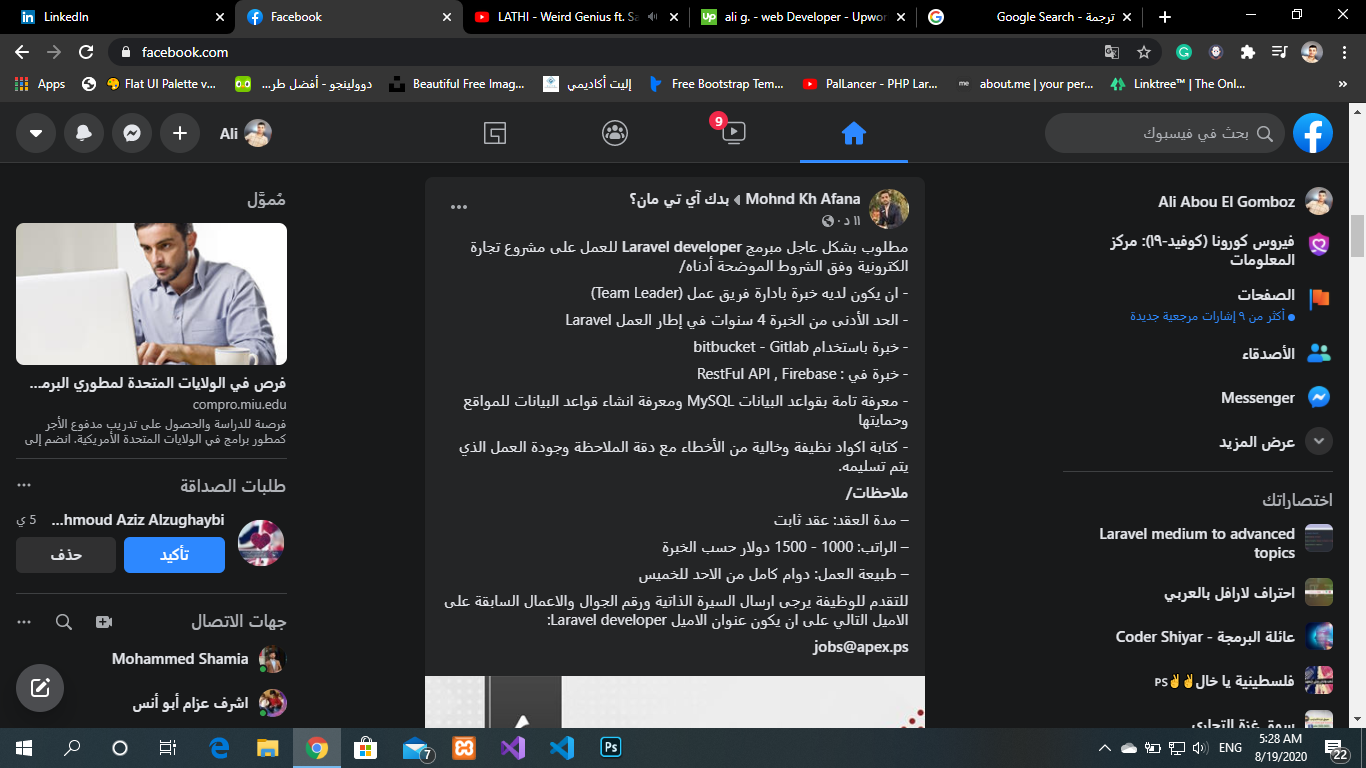 LinkedIn
Facebook
LATHI - Weird Genius ft. Sa
ali g. - web Developer - Upwor
ترجمة - Google Search
facebook.com
Apps
Flat UI Palette v...
دوولينجو - أفضل طر...
Beautiful Free Imag...
إليت أكاديمي
Free Bootstrap Tem...
PalLancer - PHP Lar...
about.me | your per...
Linktree™ | The Onl...
»
بحث في فيسبوك
9
Ali
Ali Abou El Gomboz
فيروس كورونا (كوفيد-١٩): مركز
المعلومات
الصفحات
أكثر من ٩ إشارات مرجعية جديدة
الأصدقاء
Messenger
عرض المزيد
اختصاراتك
Laravel medium to advanced
topics
احتراف لارافل بالعربي
عائلة البرمجة - Coder Shiyar
فلسطينية يا خال✌✌PS
سوق غزة التجاري
Mohnd Kh Afana ◂ بدك آي تي مان؟
١١ د ·
مطلوب بشكل عاجل مبرمج Laravel developer للعمل على مشروع تجارة
الكترونية وفق الشروط الموضحة أدناه/
- ان يكون لديه خبرة بادارة فريق عمل (Team Leader)
- الحد الأدنى من الخبرة 4 سنوات في إطار العمل Laravel
- خبرة باستخدام bitbucket - Gitlab
- خبرة في : RestFul API , Firebase
- معرفة تامة بقواعد البيانات MySQL ومعرفة انشاء قواعد البيانات للمواقع
وحمايتها
- كتابة اكواد نظيفة وخالية من الأخطاء مع دقة الملاحظة وجودة العمل الذي
يتم تسليمه.
ملاحظات/
– مدة العقد: عقد ثابت
– الراتب: 1000 - 1500 دولار حسب الخبرة
– طبيعة العمل: دوام كامل من الاحد للخميس
للتقدم للوظيفة يرجى ارسال السيرة الذاتية ورقم الجوال والاعمال السابقة على
الاميل التالي على ان يكون عنوان الاميل Laravel developer:
jobs@apex.ps
مُموَّل
فرص في الولايات المتحدة لمطوري البرم...
compro.miu.edu
فرصة للدراسة والحصول على تدريب مدفوع الأجر
كمطور برامج في الولايات المتحدة الأمريكية. انضم إلى
طلبات الصداقة
...hmoud Aziz Alzughaybi
5 ي
تأكيد
حذف
جهات الاتصال
Mohammed Shamia
اشرف عزام أبو أنس
7
Ps
ENG
5:28 AM
8/19/2020
22